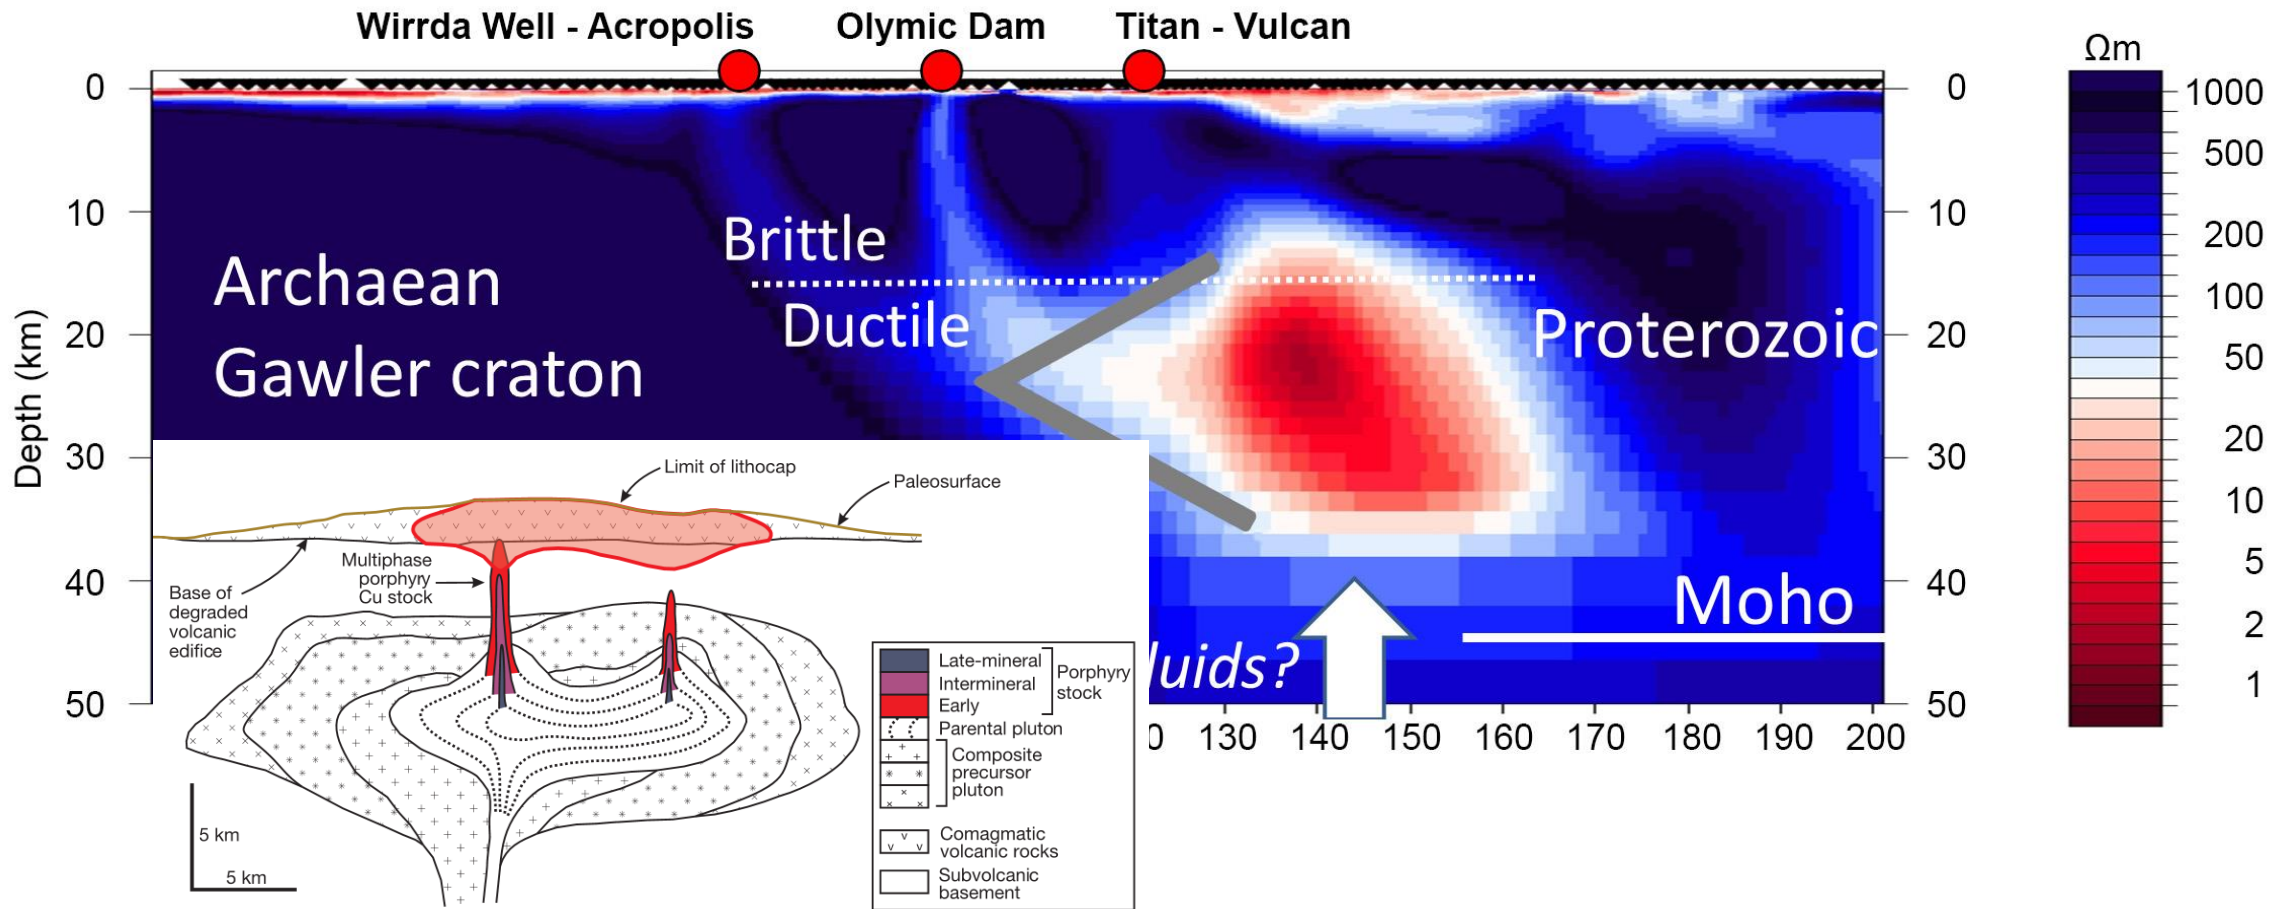 Wirrda Well - Acropolis
Olympic Dam
Titan - Vulcan
Ωm
0
10
20
30
40
50
Depth (km)
Archaean
Gawler craton
Brittle
Ductile
Proterozoic
Moho
luids?
0
10
20
30
40
50
0
130
140
150
160
170
180
190
200
1000
500
200
100
50
20
10
5
2
1
Limit of lithocap
Paleosurface
Multiphase
porphyry
Cu stock
Base of
degraded
volcanic
edifice
5 km
5 km
Late-mineral
Intermineral
Early
Porphyry
stock
Parental pluton
Composite
precursor
pluton
Comagmatic
volcanic rocks
Subvolcanic
basement